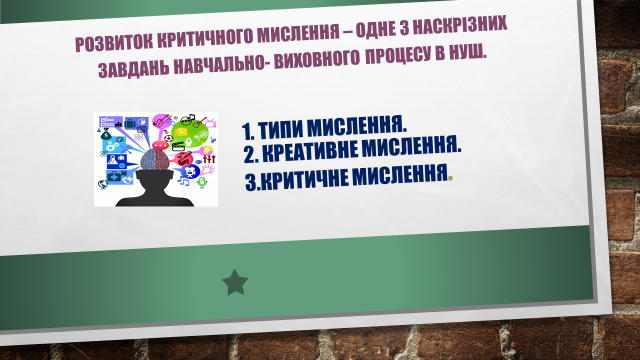 РОЗВИТОК КРИТИЧНОГО МИСЛЕННЯ – ОДНЕ З НАСКРІЗНИХ
ЗАВДАНЬ НАВЧАЛЬНО- ВИХОВНОГО ПРОЦЕСУ В НУШ.
1. ТИПИ МИСЛЕННЯ.
2. КРЕАТИВНЕ МИСЛЕННЯ.
3.КРИТИЧНЕ МИСЛЕННЯ.